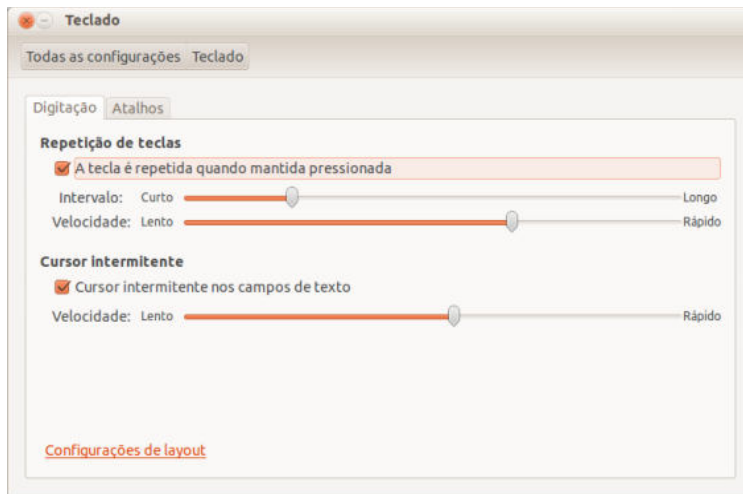 Teclado
Todas as configurações Teclado
Digitação Atalhos
Repetição de teclas
A tecla é repetida quando mantida pressionada
Intervalo: Curto Longo
Velocidade: Lento Rápido
Cursor intermitente
Cursor intermitente nos campos de texto
Velocidade: Lento Rápido
Configurações de layout